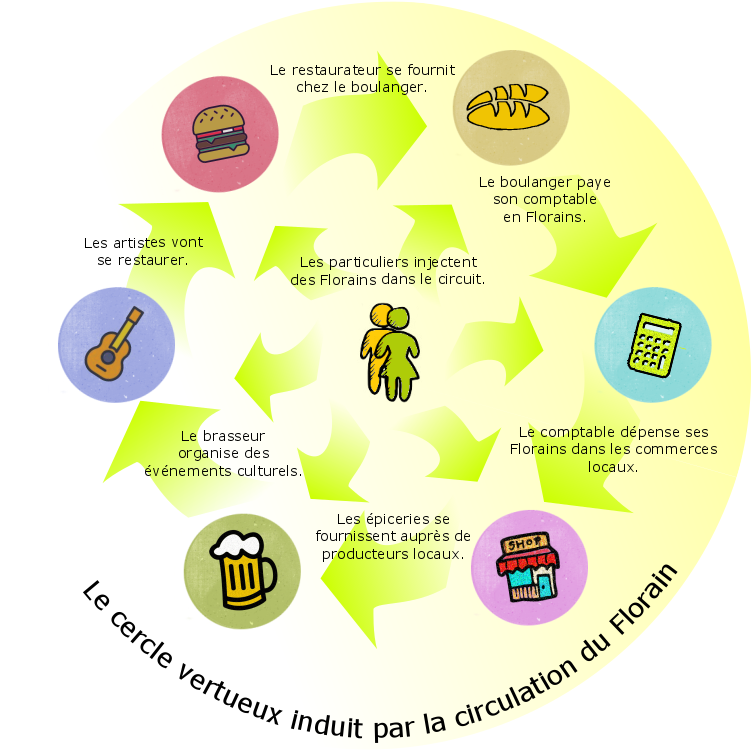 Le restaurateur se fournit
chez le boulanger.
Le boulanger paye
son comptable
en Florains.
Les artistes vont
se restaurer.
Les particuliers injectent
des Florains dans le circuit.
Le brasseur
organise des
événements culturels.
Le comptable dépense ses
Florains dans les commerces
locaux.
Les épiceries se
fournissent auprès de
producteurs locaux.
SHOP
Le cercle vertueux induit par la circulation du Florain